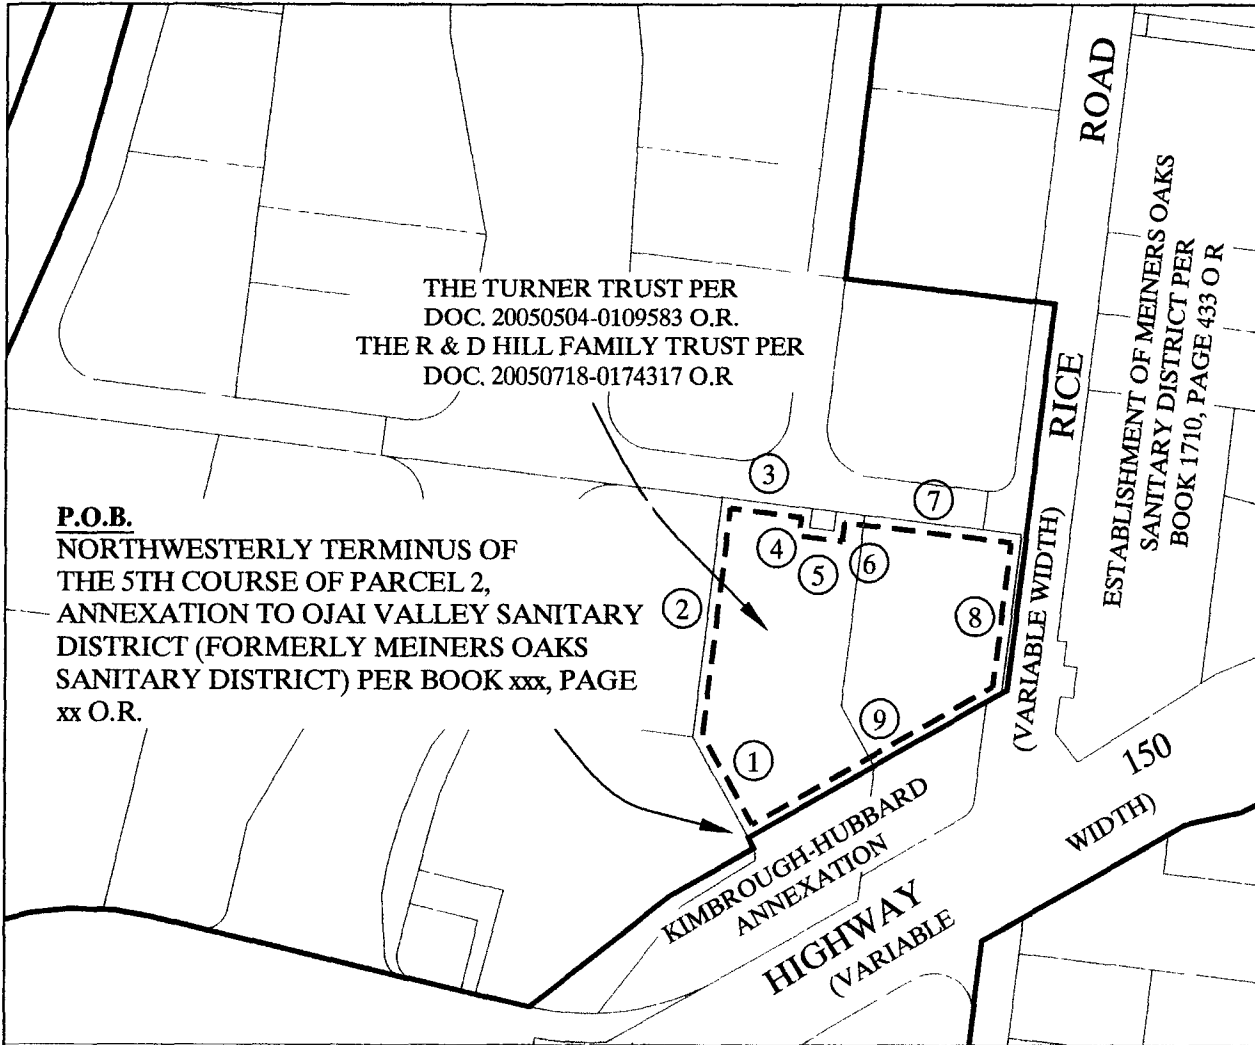 ROAD
ESTABLISHMENT OF MEINERS OAKS
SANITARY DISTRICT PER
BOOK 1710, PAGE 433 O R
THE TURNER TRUST PER
DOC. 20050504-0109583 O.R.
THE R & D HILL FAMILY TRUST PER
DOC. 20050718-0174317 O.R
RICE
(VARIABLE WIDTH)
3
7
P.O.B.
NORTHWESTERLY TERMINUS OF
THE 5TH COURSE OF PARCEL 2,
ANNEXATION TO OJAI VALLEY SANITARY
DISTRICT (FORMERLY MEINERS OAKS
SANITARY DISTRICT) PER BOOK xxx, PAGE
xx O.R.
4
5
6
2
8
9
1
150
KIMBROUGH-HUBBARD
ANNEXATION
HIGHWAY
(VARIABLE
WIDTH)